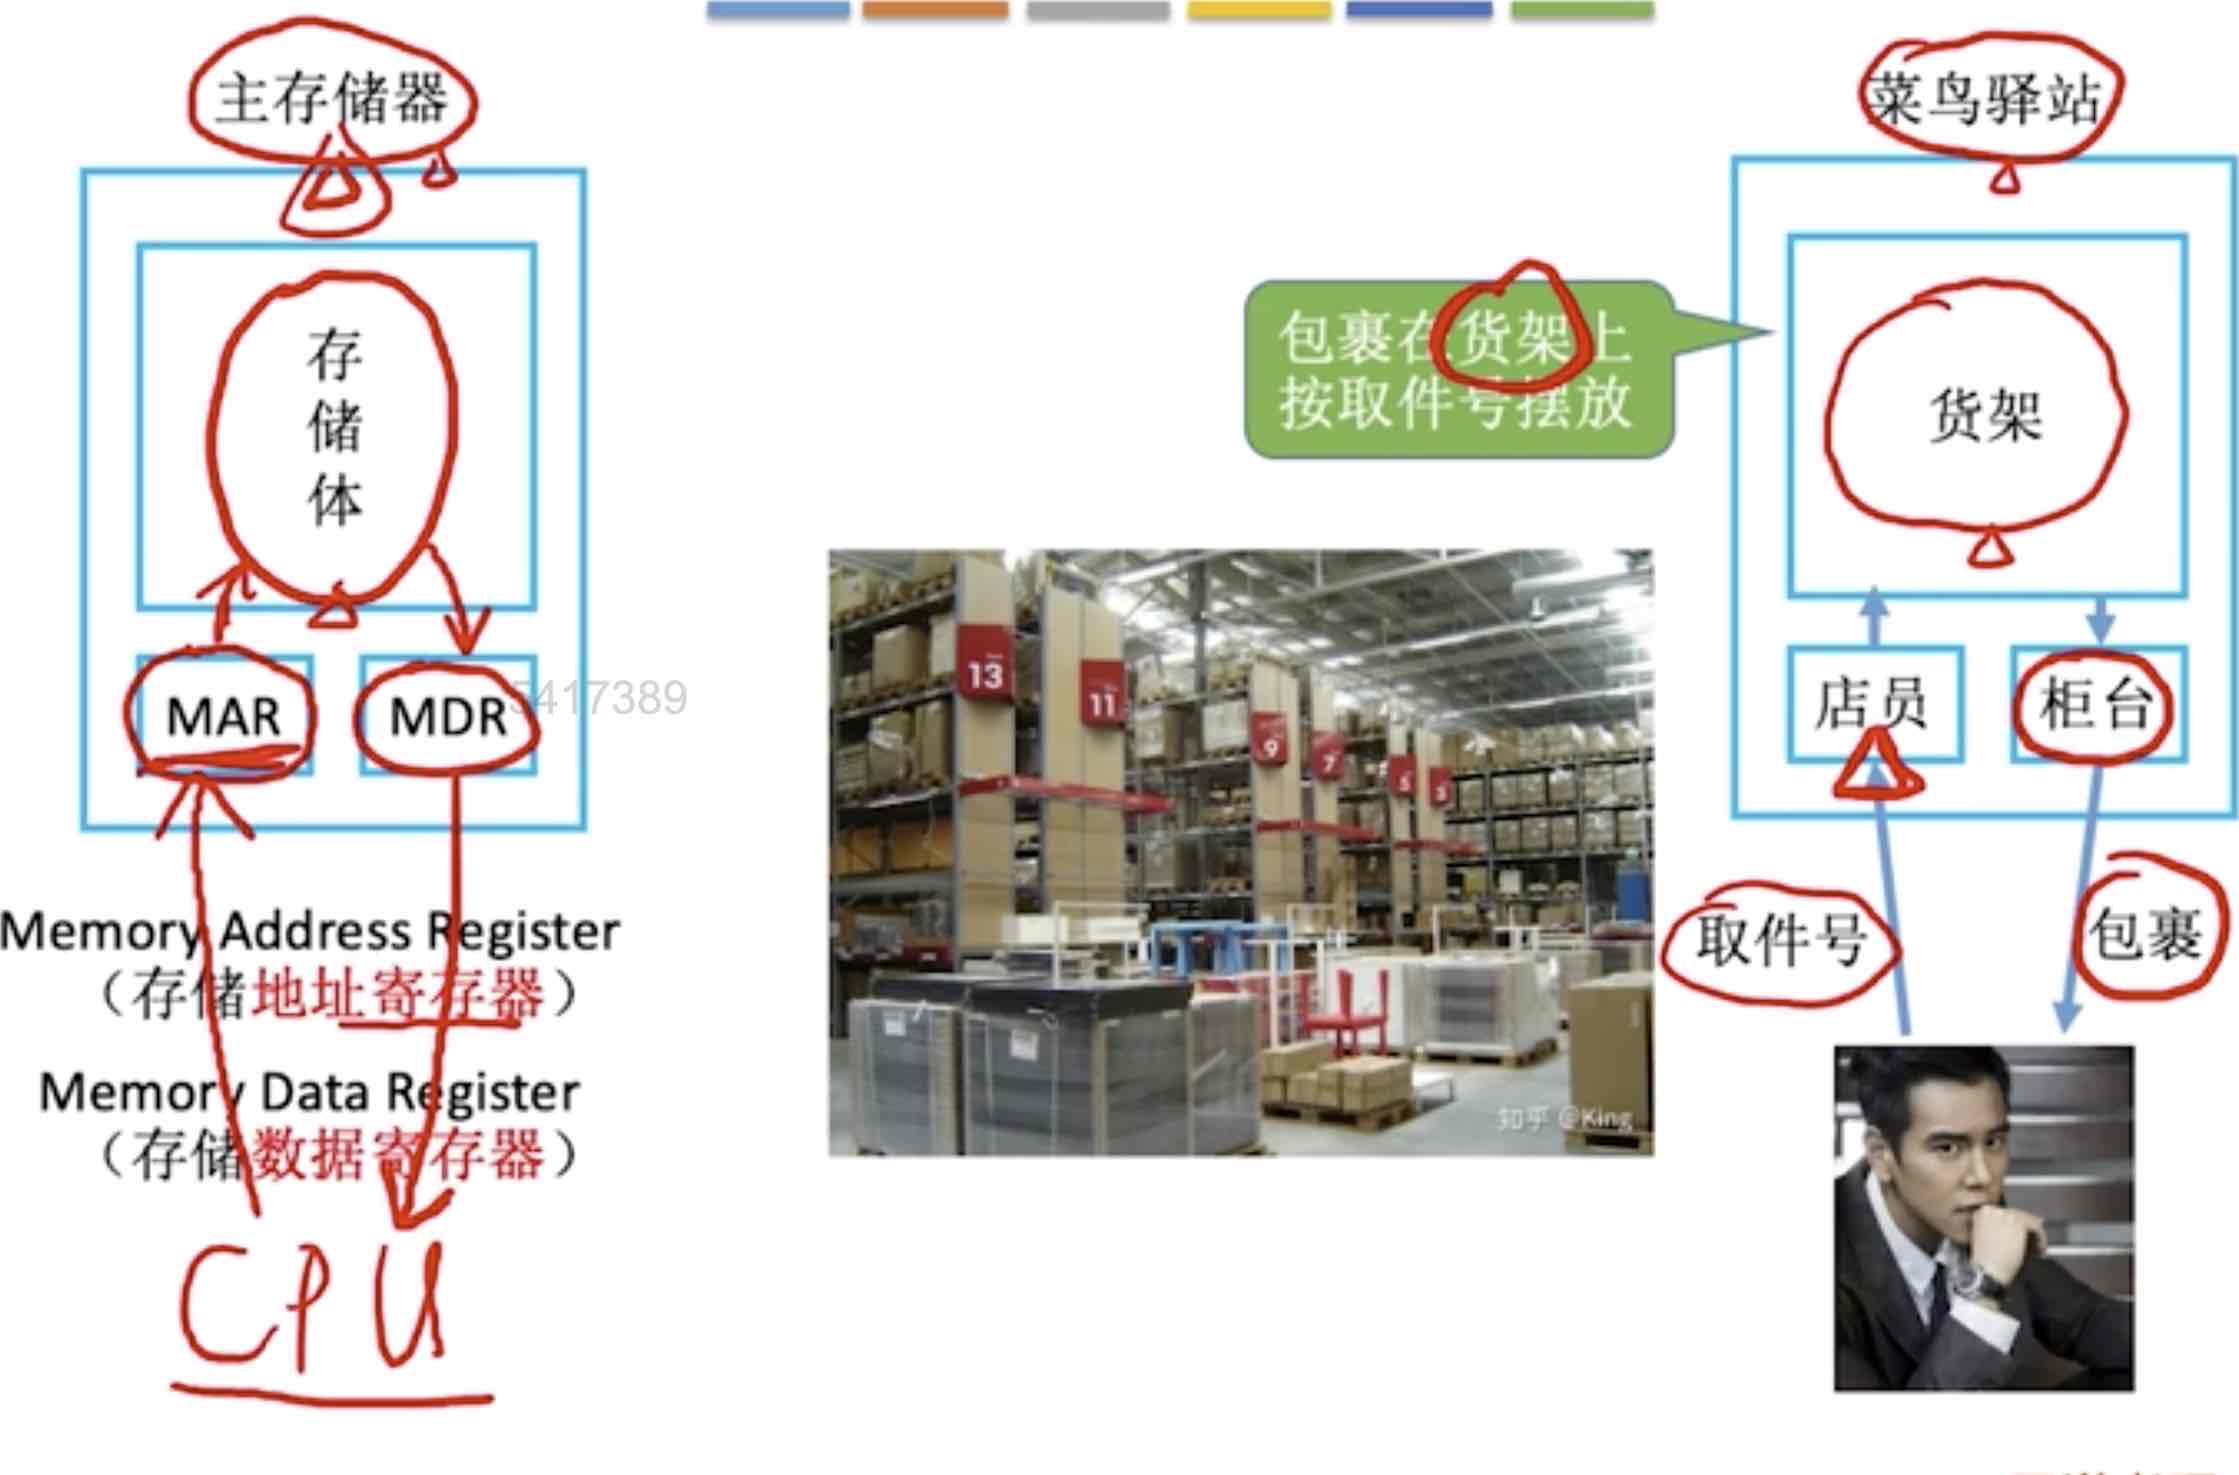 主存储器
存
储
体
MAR
MDR
5417389
Memory Address Register
（存储地址寄存器）
Memory Data Register
（存储数据寄存器）
CPU
包裹在货架上
按取件号摆放
13
11
9
7
5
3
知乎 @King
菜鸟驿站
货架
店员
柜台
取件号
包裹